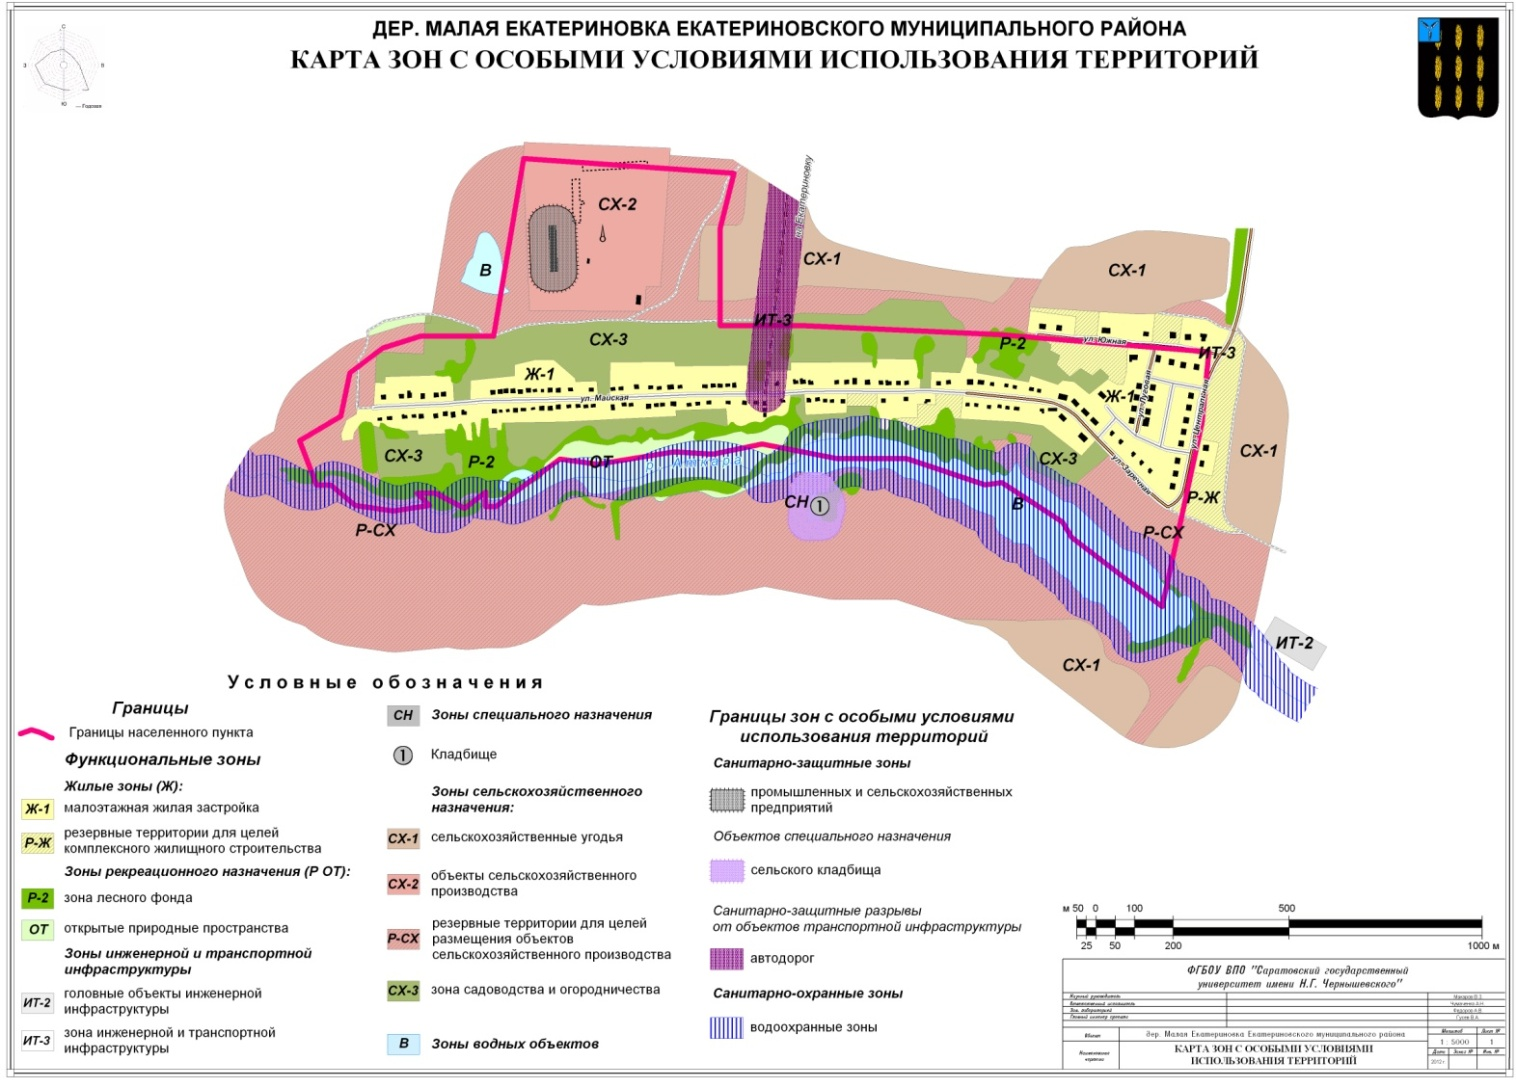 ДЕР. МАЛАЯ ЕКАТЕРИНОВКА ЕКАТЕРИНОВСКОГО МУНИЦИПАЛЬНОГО РАЙОНА
КАРТА ЗОН С ОСОБЫМИ УСЛОВИЯМИ ИСПОЛЬЗОВАНИЯ ТЕРРИТОРИЙ
С
З
В
Ю
— Годовая
СХ-2
В
СХ-1
СХ-1
ИТ-3
СХ-3
Р-2
ул. Южная
ИТ-3
Ж-1
ул. Майская
Ж-1
ул. Луговая
ул. Центральная
СХ-3
Р-2
ОТ
СХ-3
ул. Заречная
СХ-1
Р-Ж
СН 1
В
Р-СХ
Р-СХ
ИТ-2
СХ-1
Условные обозначения
Границы
Границы населенного пункта
Функциональные зоны
Жилые зоны (Ж):
Ж-1 малоэтажная жилая застройка
Р-Ж резервные территории для целей
комплексного жилищного строительства
Зоны рекреационного назначения (Р ОТ):
Р-2 зона лесного фонда
ОТ открытые природные пространства
Зоны инженерной и транспортной
инфраструктуры
ИТ-2 головные объекты инженерной
инфраструктуры
ИТ-3 зона инженерной и транспортной
инфраструктуры
СН Зоны специального назначения
1 Кладбище
Зоны сельскохозяйственного
назначения:
СХ-1 сельскохозяйственные угодья
СХ-2 объекты сельскохозяйственного
производства
Р-СХ резервные территории для целей
размещения объектов
сельскохозяйственного производства
СХ-3 зона садоводства и огородничества
В Зоны водных объектов
Границы зон с особыми условиями
использования территорий
Санитарно-защитные зоны
промышленных и сельскохозяйственных
предприятий
Объектов специального назначения
сельского кладбища
Санитарно-защитные разрывы
от объектов транспортной инфраструктуры
автодорог
Санитарно-охранные зоны
водоохранные зоны
м 50 0 100 500
25 50 200 1000 м
ФГБОУ ВПО "Саратовский государственный
университет имени Н.Г. Чернышевского"
дер. Малая Екатериновка Екатериновского муниципального района
Масштаб
1 : 5000 1
КАРТА ЗОН С ОСОБЫМИ УСЛОВИЯМИ
ИСПОЛЬЗОВАНИЯ ТЕРРИТОРИЙ